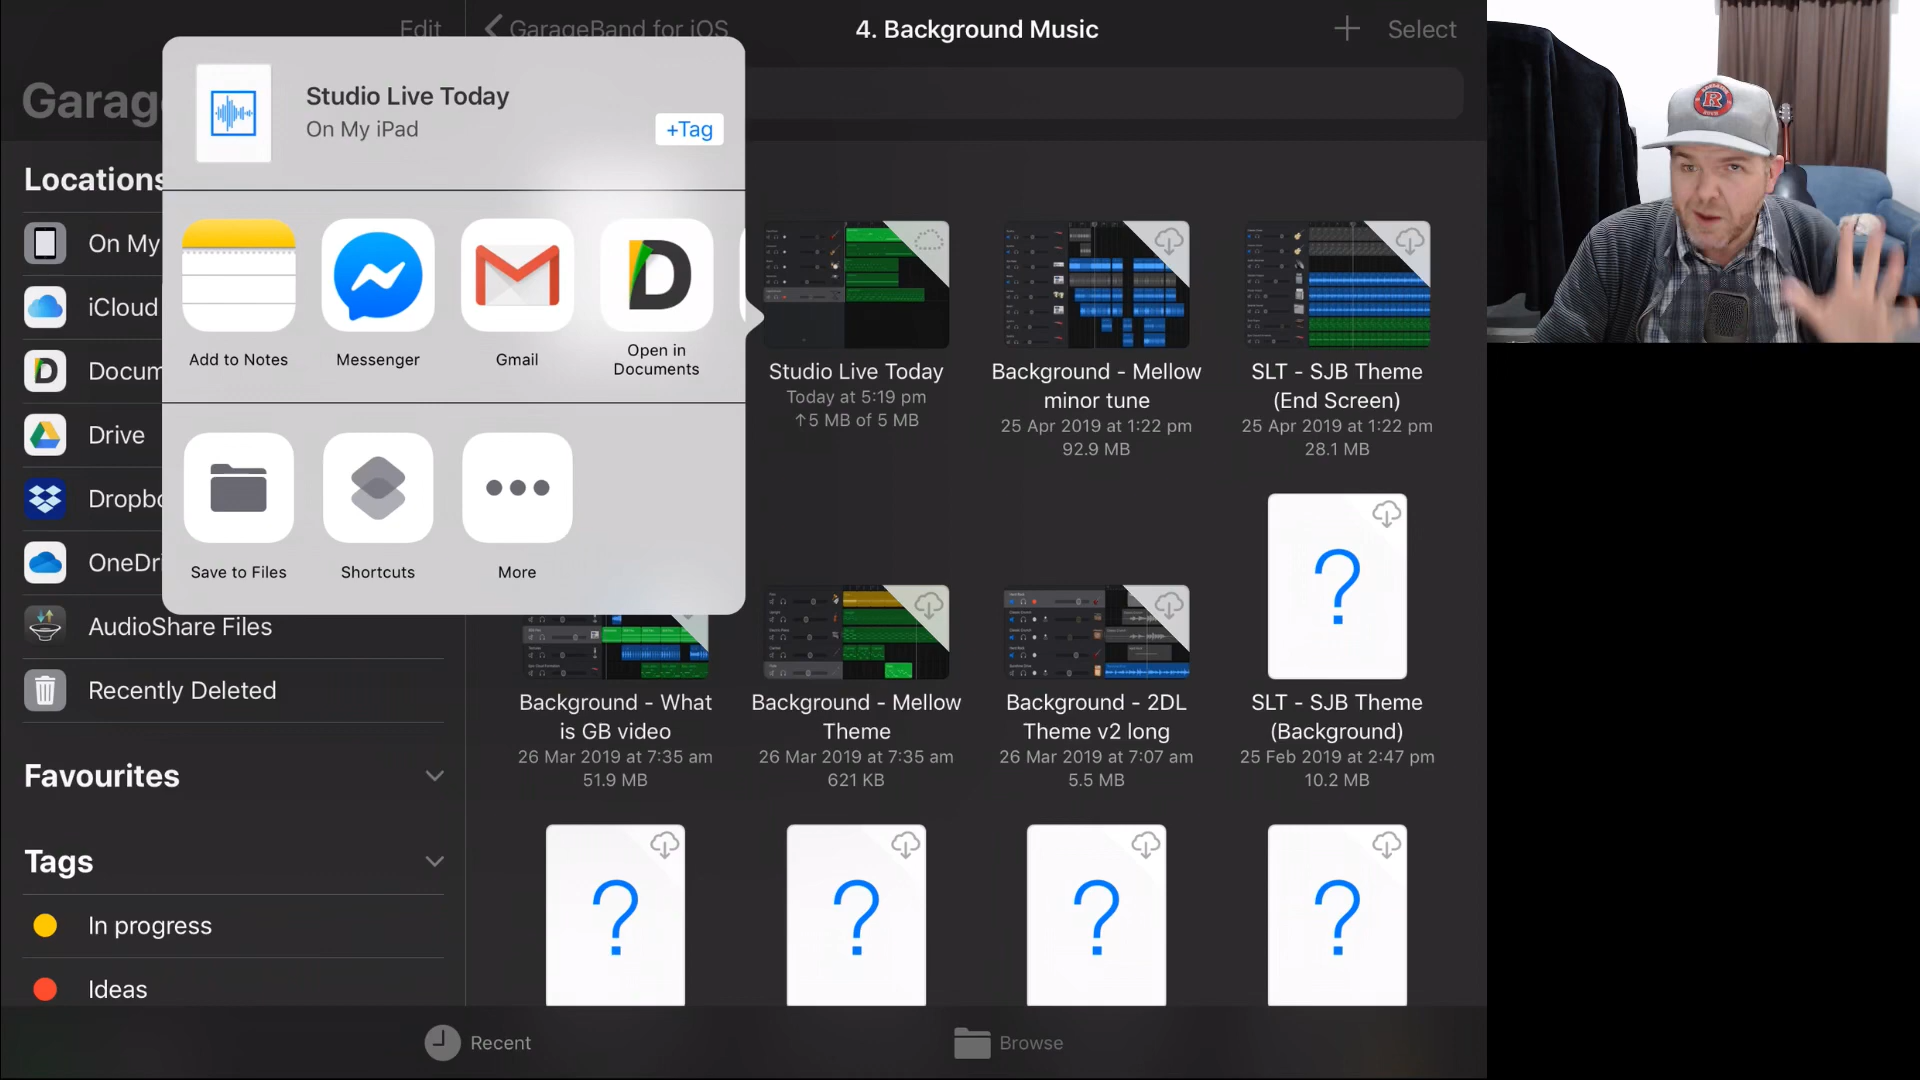 Edit
GarageBand for iOS
4. Background Music
Select
Garag
Studio Live Today
On My iPad
+Tag
Locations
On My
iCloud
Docum
Drive
Dropbo
OneDri
AudioShare Files
Recently Deleted
Favourites
Tags
In progress
Ideas
Add to Notes
Messenger
Gmail
D
Open in
Documents
Save to Files
Shortcuts
More
Studio Live Today
Today at 5:19 pm
↑5 MB of 5 MB
Background - Mellow
minor tune
25 Apr 2019 at 1:22 pm
92.9 MB
SLT - SJB Theme
(End Screen)
25 Apr 2019 at 1:22 pm
28.1 MB
?
Background - What
is GB video
26 Mar 2019 at 7:35 am
51.9 MB
Background - Mellow
Theme
26 Mar 2019 at 7:35 am
621 KB
Background - 2DL
Theme v2 long
26 Mar 2019 at 7:07 am
5.5 MB
SLT - SJB Theme
(Background)
25 Feb 2019 at 2:47 pm
10.2 MB
?
?
?
?
Recent
Browse
R